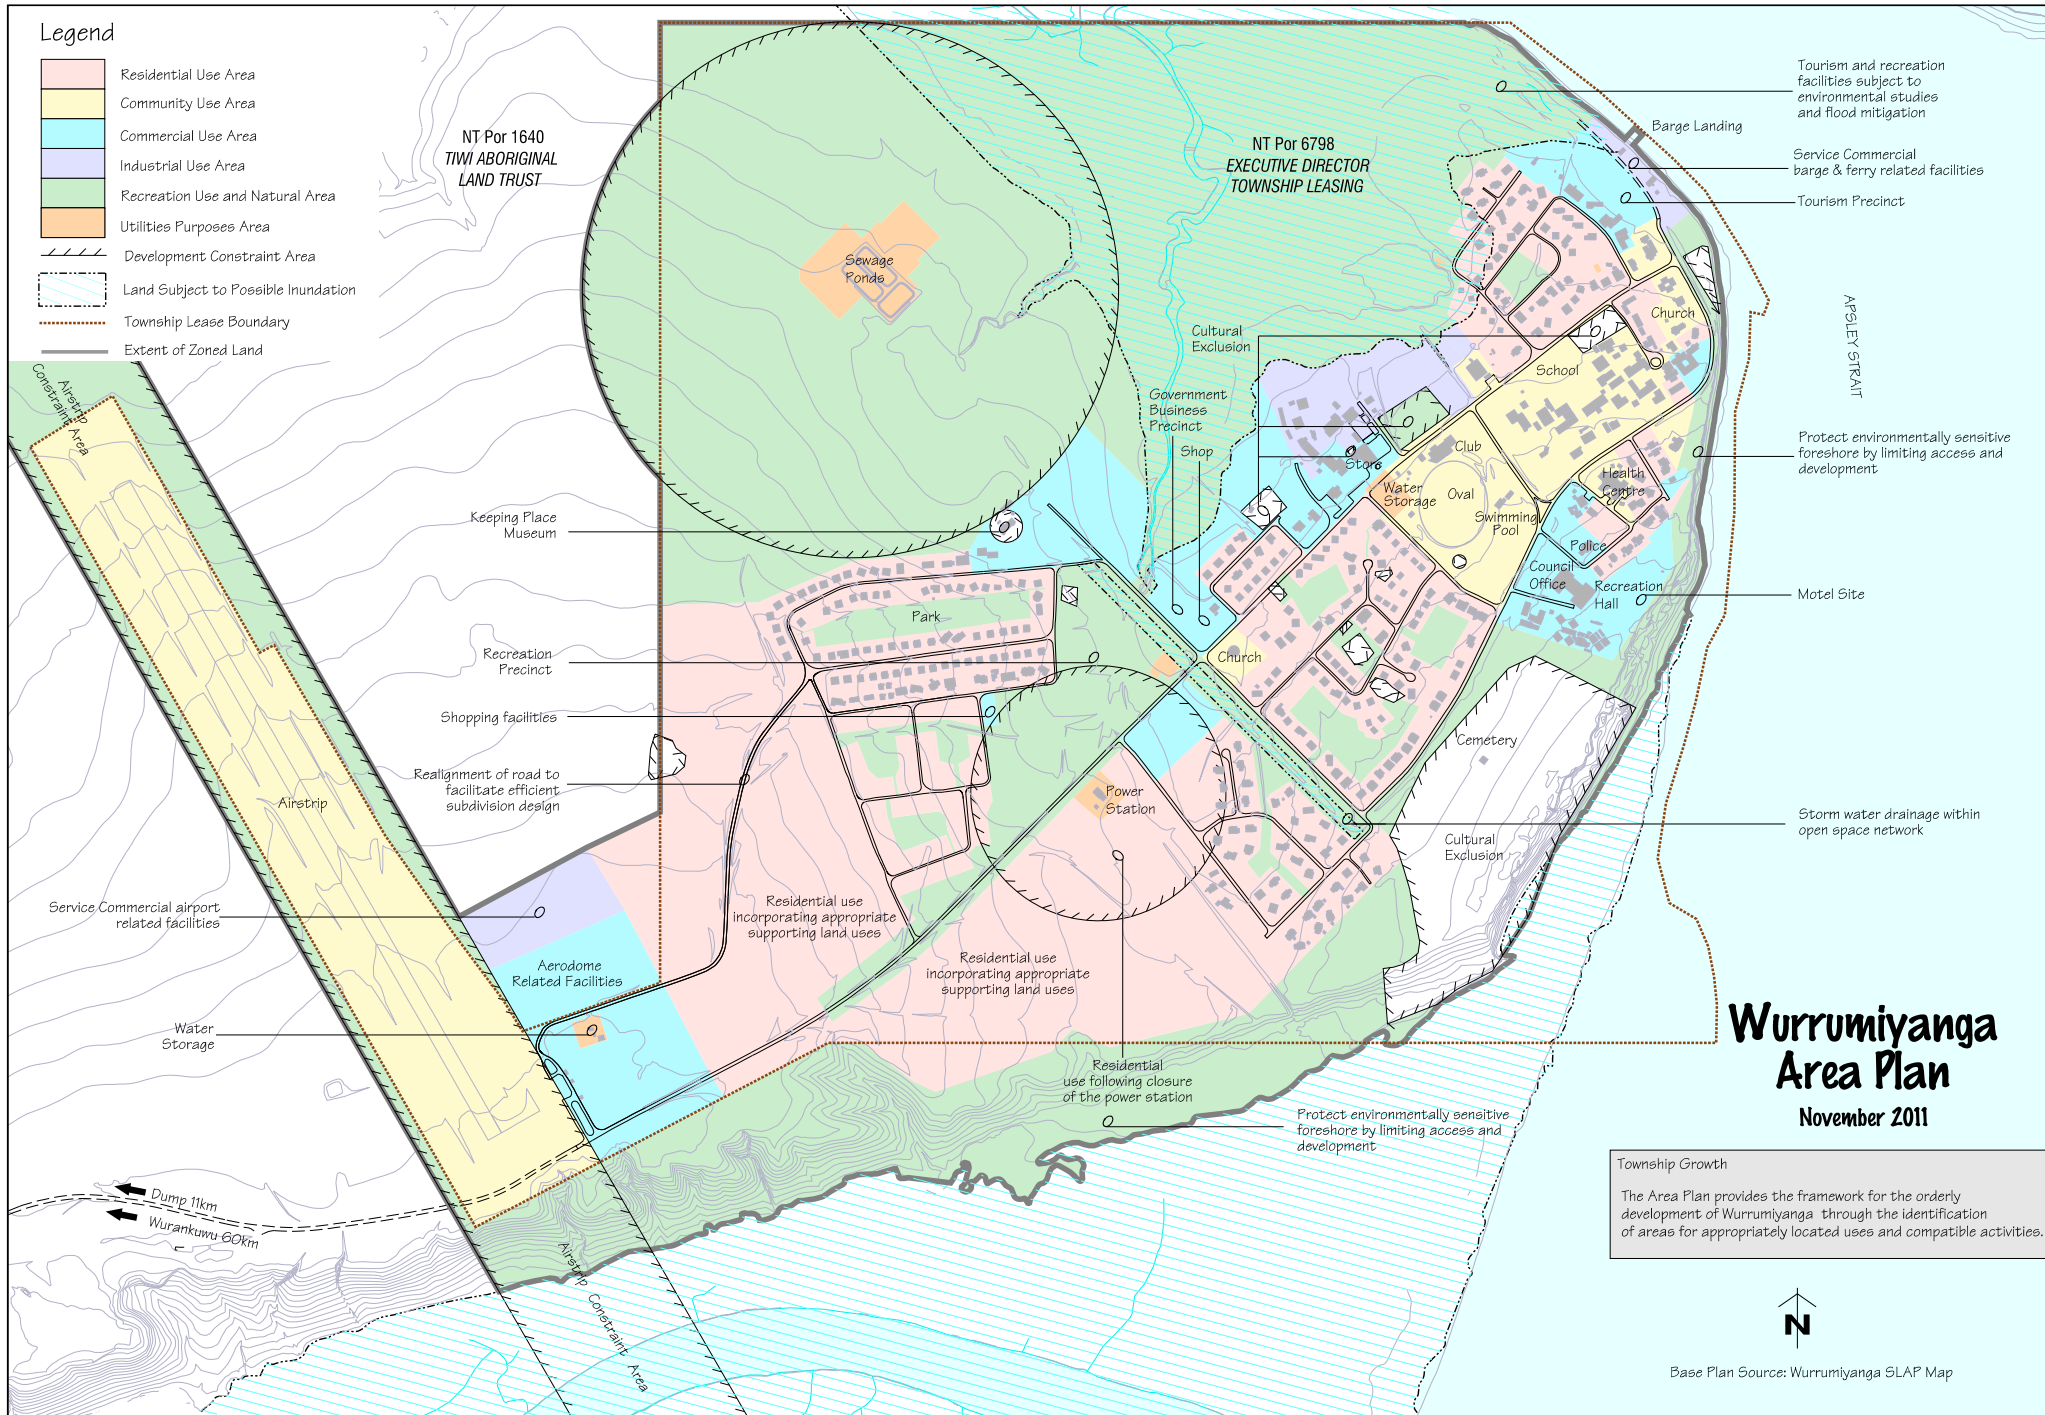 Legend
Residential Use Area
Community Use Area
Commercial Use Area
Industrial Use Area
Recreation Use and Natural Area
Utilities Purposes Area
Development Constraint Area
Land Subject to Possible Inundation
Township Lease Boundary
Extent of Zoned Land
NT Por 1640
TIWI ABORIGINAL
LAND TRUST
NT Por 6798
EXECUTIVE DIRECTOR
TOWNSHIP LEASING
Tourism and recreation
facilities subject to
environmental studies
and flood mitigation
Barge Landing
Service Commercial
barge & ferry related facilities
Tourism Precinct
APSLEY STRAIT
Sewage
Ponds
Cultural
Exclusion
Church
School
Government
Business
Precinct
Shop
Store
Club
Water
Storage
Oval
Swimming
Pool
Health
Centre
Protect environmentally sensitive
foreshore by limiting access and
development
Police
Council
Office
Recreation
Hall
Motel Site
Airstrip
Constraint Area
Keeping Place
Museum
Park
Recreation
Precinct
Church
Shopping facilities
Realignment of road to
facilitate efficient
subdivision design
Airstrip
Power
Station
Cemetery
Cultural
Exclusion
Storm water drainage within
open space network
Service Commercial airport
related facilities
Residential use
incorporating appropriate
supporting land uses
Residential use
incorporating appropriate
supporting land uses
Aerodome
Related Facilities
Water
Storage
Residential
use following closure
of the power station
Protect environmentally sensitive
foreshore by limiting access and
development
Dump 11km
Wurankuwu 60km
Airstrip Constraint Area
Wurrumiyanga
Area Plan
November 2011
Township Growth
The Area Plan provides the framework for the orderly
development of Wurrumiyanga through the identification
of areas for appropriately located uses and compatible activities.
N
Base Plan Source: Wurrumiyanga SLAP Map